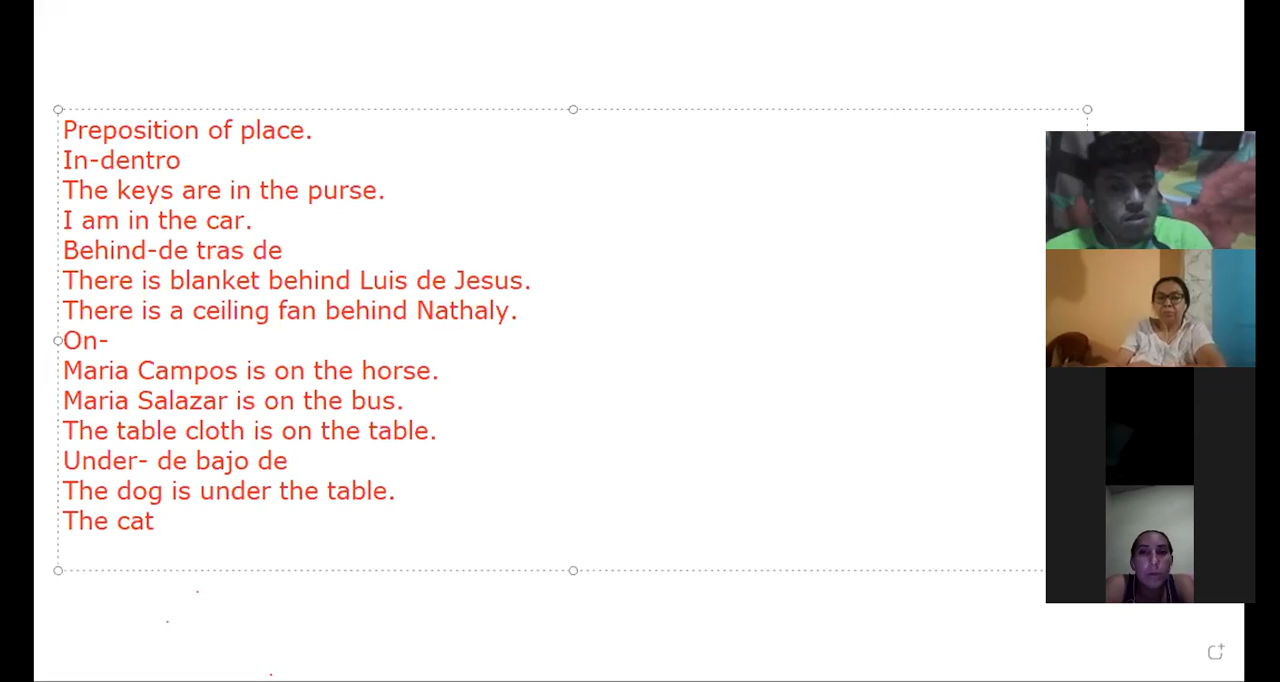 Preposition of place.
In-dentro
The keys are in the purse.
I am in the car.
Behind-de tras de
There is blanket behind Luis de Jesus.
There is a ceiling fan behind Nathaly.
On-
Maria Campos is on the horse.
Maria Salazar is on the bus.
The table cloth is on the table.
Under- de bajo de
The dog is under the table.
The cat